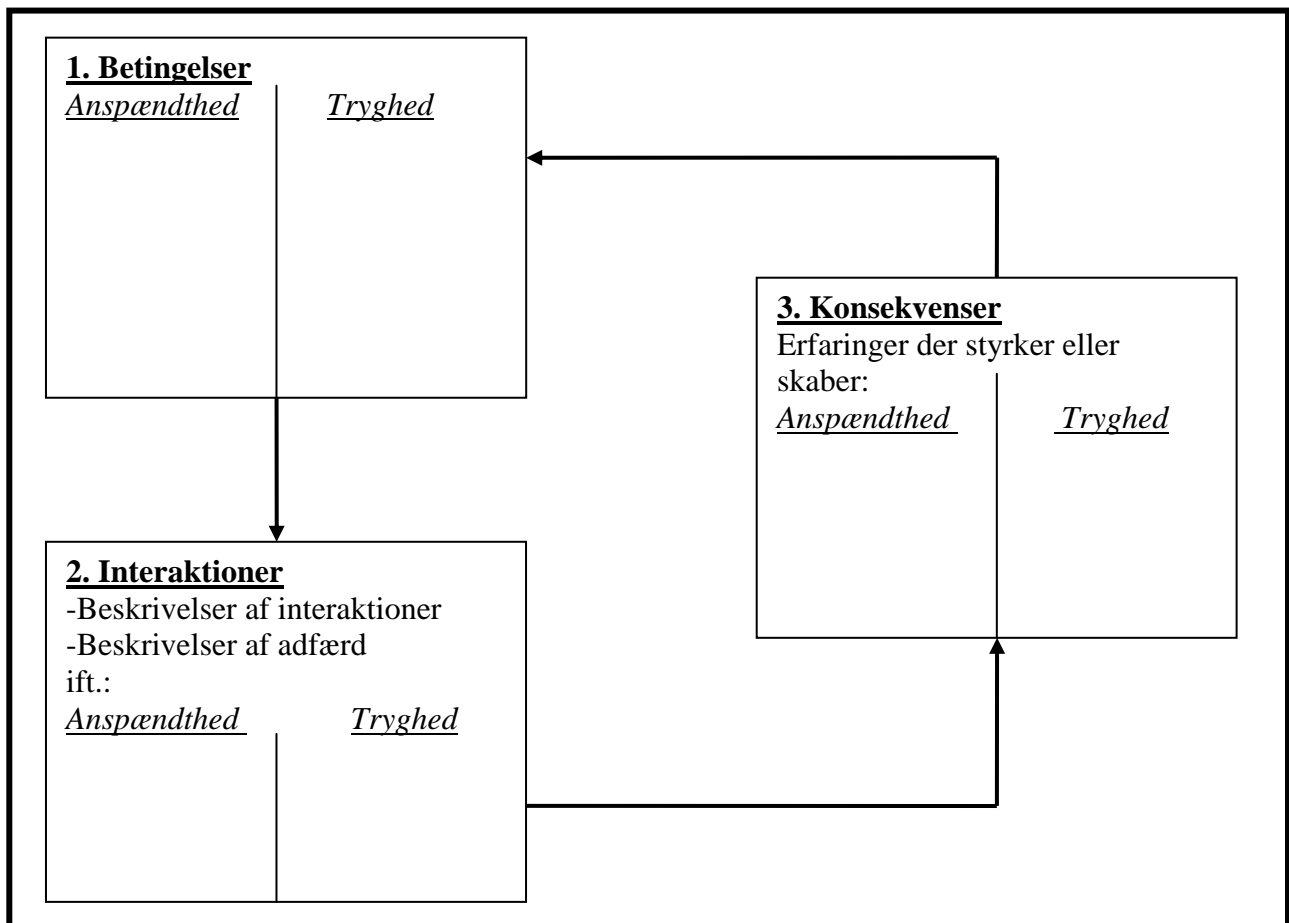 1. Betingelser
Anspændthed Tryghed
2. Interaktioner
-Beskrivelser af interaktioner
-Beskrivelser af adfærd
ift.:
Anspændthed Tryghed
3. Konsekvenser
Erfaringer der styrker eller
skaber:
Anspændthed Tryghed